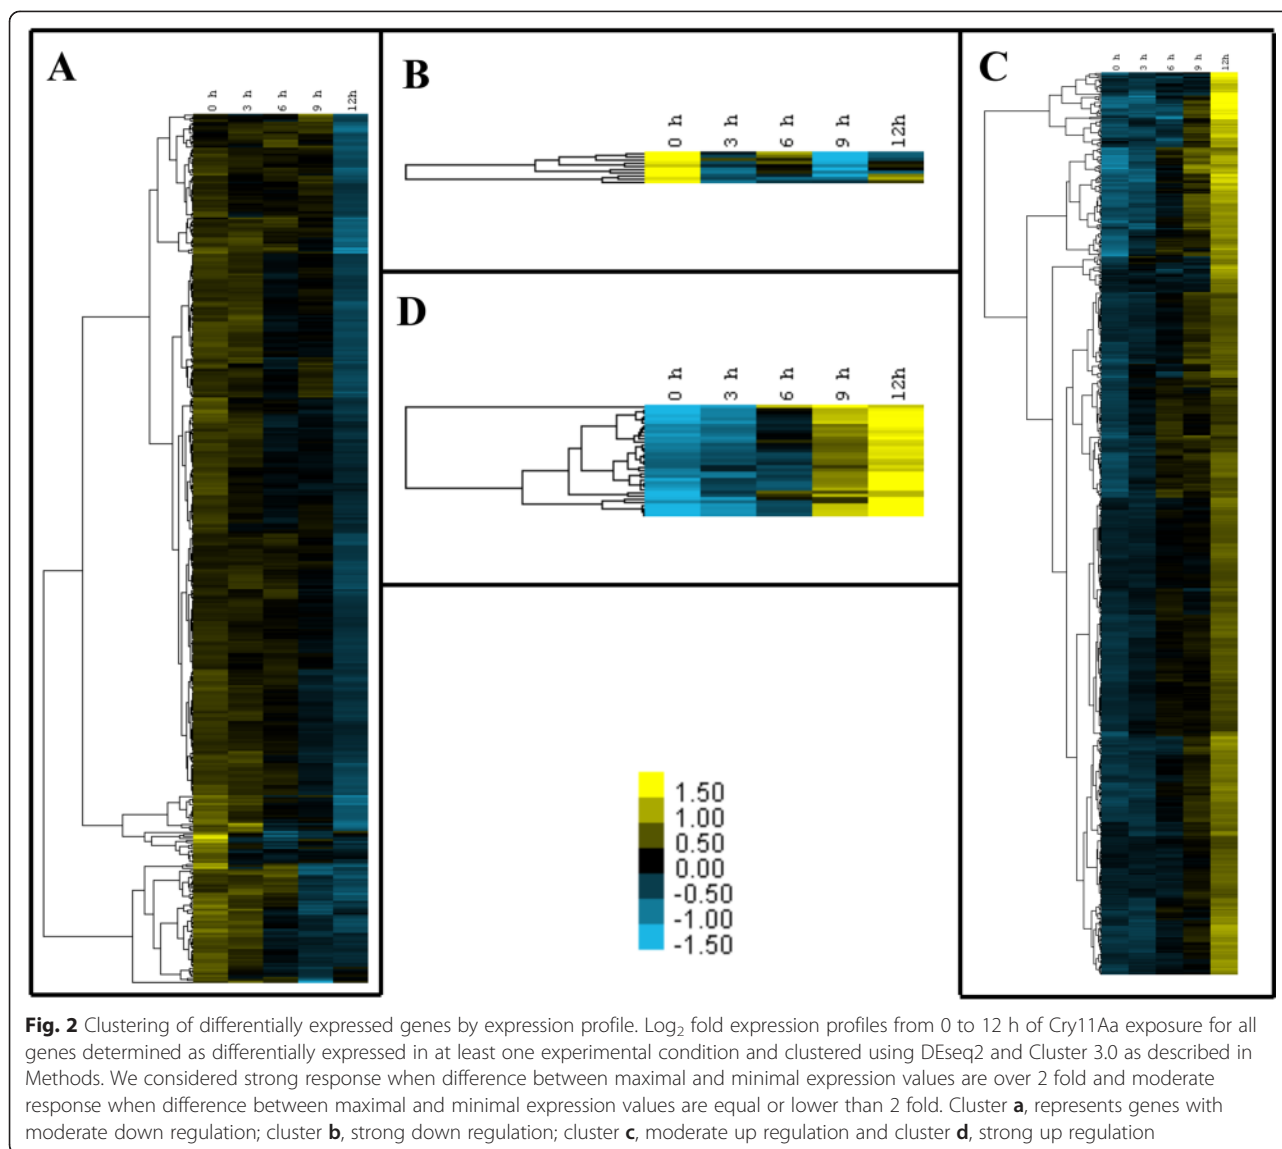 A
0 h
3 h
6 h
9 h
12h
B
0 h
3 h
6 h
9 h
12h
C
0 h
3 h
6 h
9 h
12h
D
0 h
3 h
6 h
9 h
12h
1.50
1.00
0.50
0.00
-0.50
-1.00
-1.50
Fig. 2 Clustering of differentially expressed genes by expression profile. Log₂ fold expression profiles from 0 to 12 h of Cry11Aa exposure for all
genes determined as differentially expressed in at least one experimental condition and clustered using DEseq2 and Cluster 3.0 as described in
Methods. We considered strong response when difference between maximal and minimal expression values are over 2 fold and moderate
response when difference between maximal and minimal expression values are equal or lower than 2 fold. Cluster a, represents genes with
moderate down regulation; cluster b, strong down regulation; cluster c, moderate up regulation and cluster d, strong up regulation